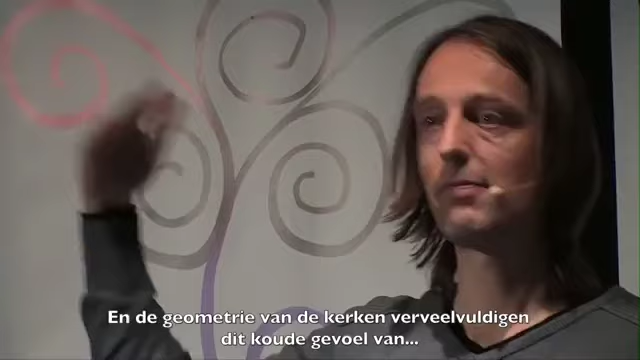 En de geometrie van de kerken verveelvuldigen
dit koude gevoel van...